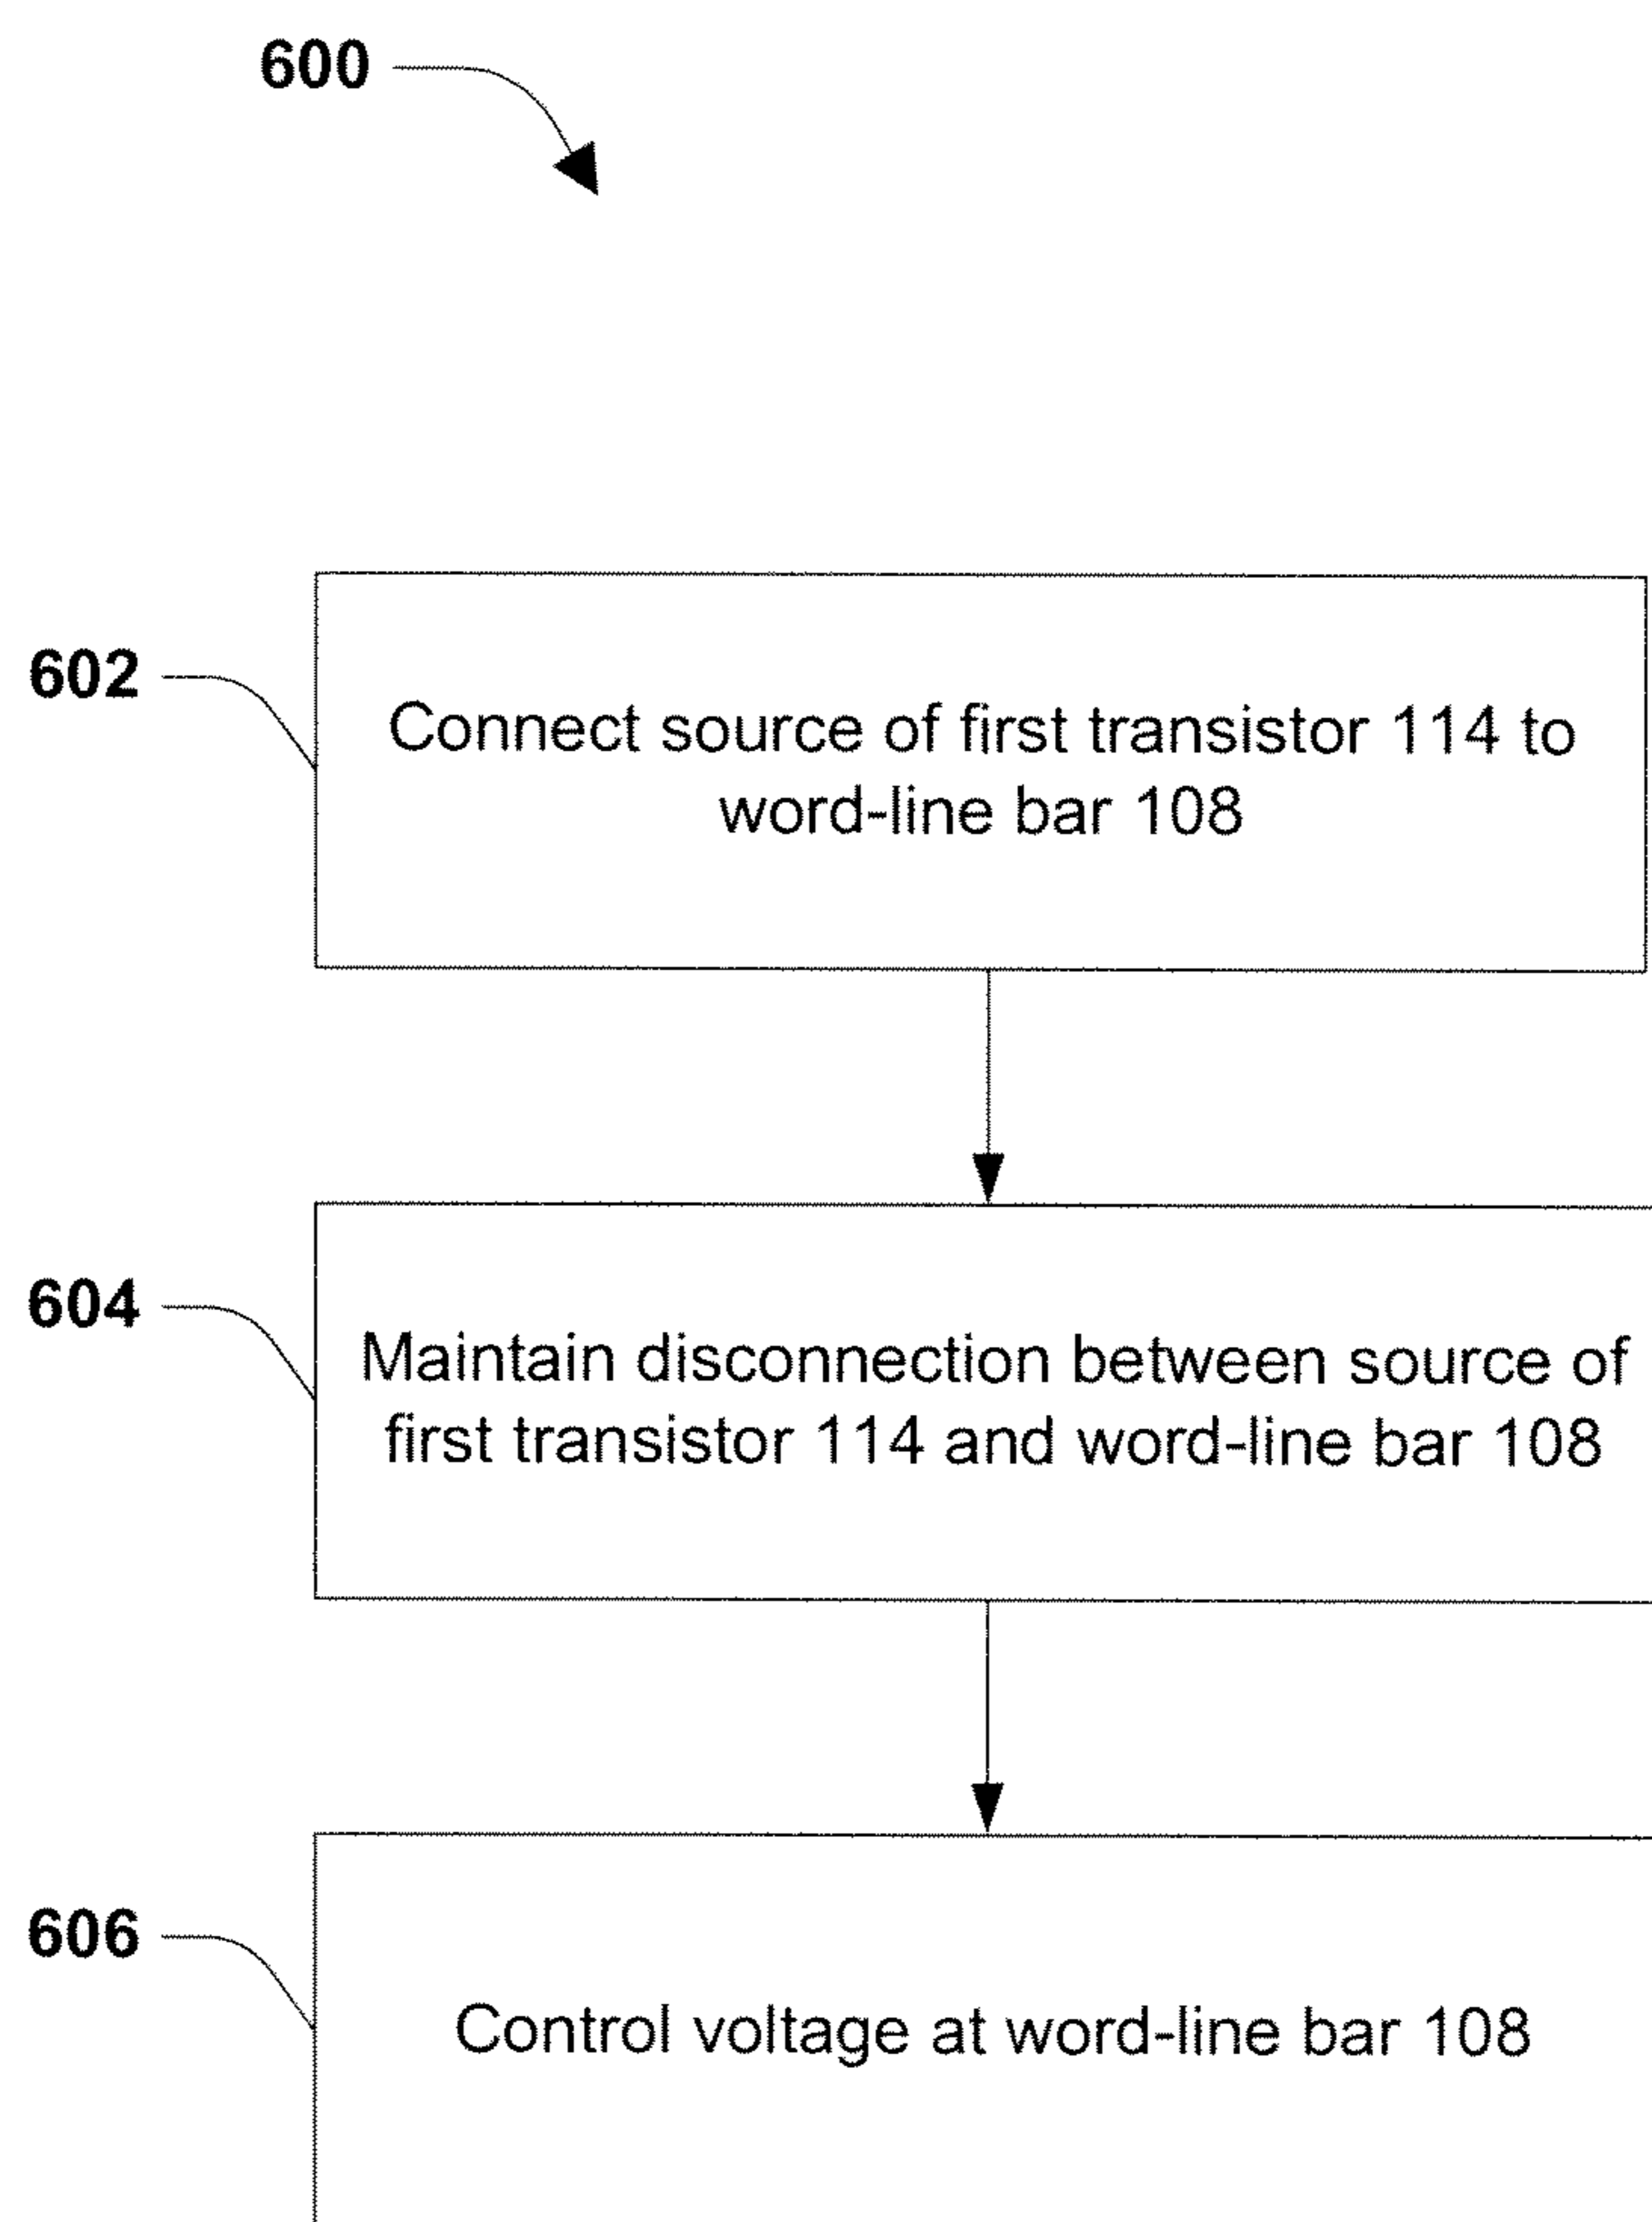 600
602
Connect source of first transistor 114 to
word-line bar 108
604
Maintain disconnection between source of
first transistor 114 and word-line bar 108
606
Control voltage at word-line bar 108